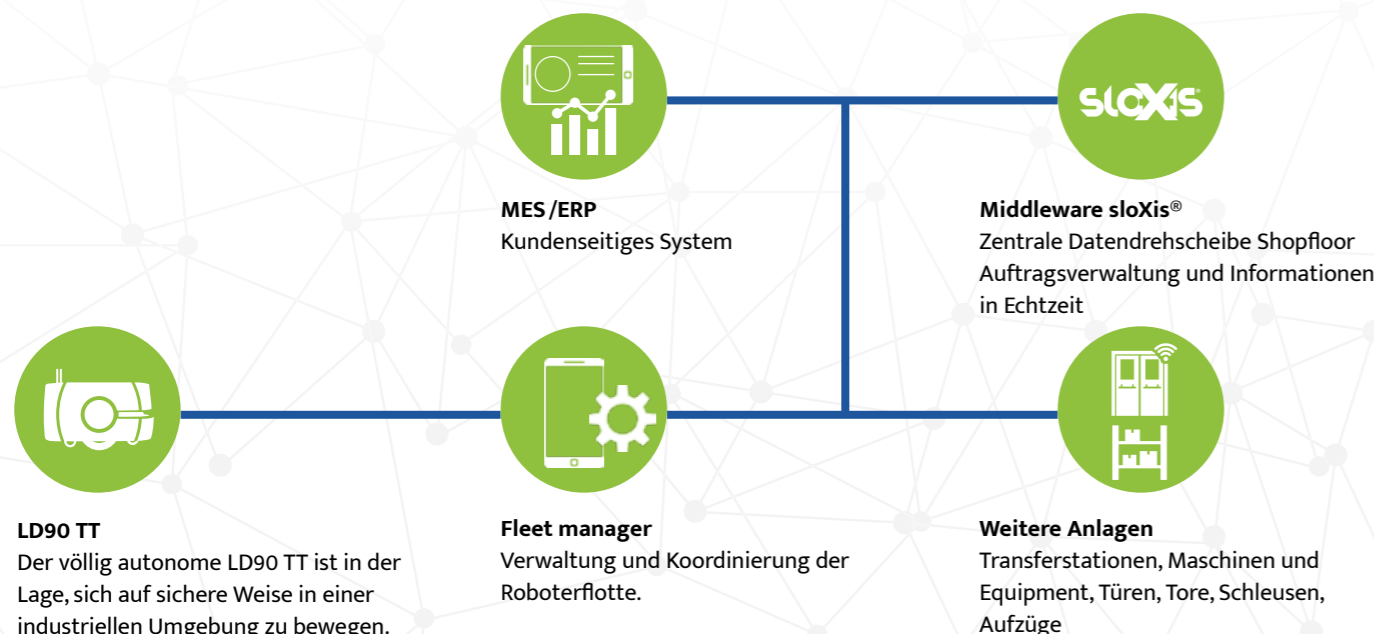 sloXis
MES/ERP
Kundenseitiges System
Middleware sloXis®
Zentrale Datendrehscheibe Shopfloor
Auftragsverwaltung und Informationen
in Echtzeit
LD90 TT
Der völlig autonome LD90 TT ist in der
Lage, sich auf sichere Weise in einer
industriellen Umgebung zu bewegen.
Fleet manager
Verwaltung und Koordinierung der
Roboterflotte.
Weitere Anlagen
Transferstationen, Maschinen und
Equipment, Türen, Tore, Schleusen,
Aufzüge